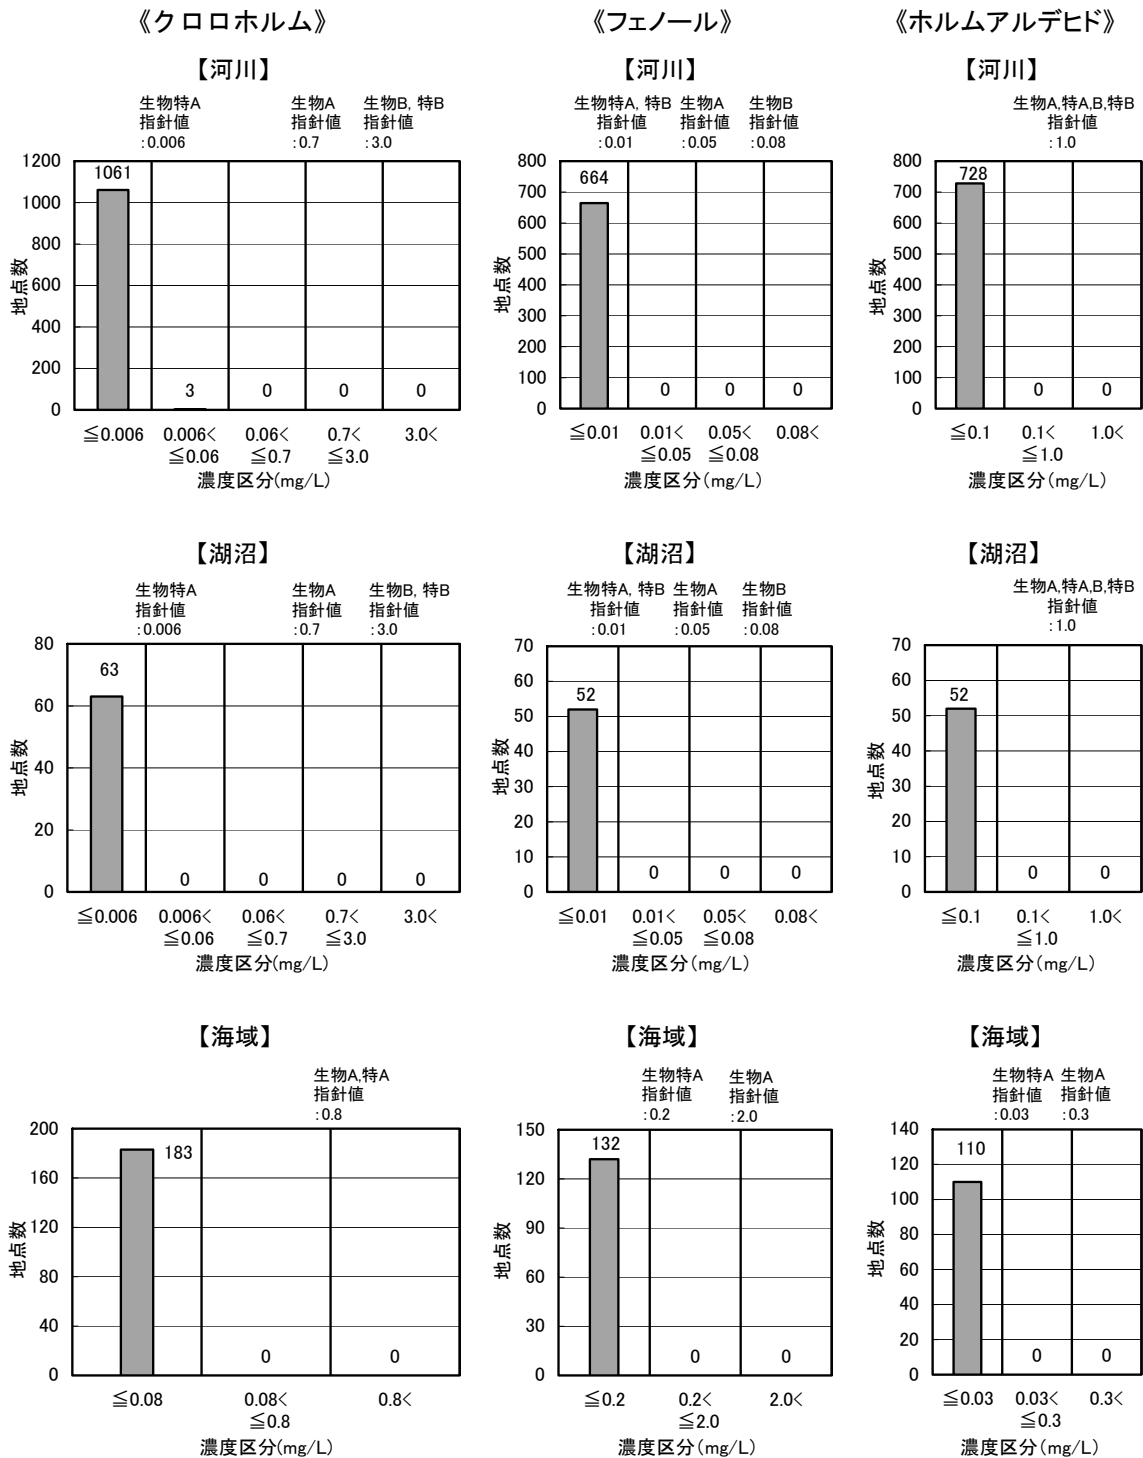 《クロロホルム》
《フェノール》
《ホルムアルデヒド》
【河川】
生物特A
指針値
:0.006
生物A
指針値
:0.7
生物B, 特B
指針値
:3.0
地点数
1200
1000
800
600
400
200
0
1061
3
0
0
0
≦0.006
0.006<
≦0.06
0.06<
≦0.7
0.7<
≦3.0
3.0<
濃度区分(mg/L)
【河川】
生物特A, 特B
指針値
:0.01
生物A
指針値
:0.05
生物B
指針値
:0.08
地点数
800
700
600
500
400
300
200
100
0
664
0
0
0
≦0.01
0.01<
≦0.05
0.05<
≦0.08
0.08<
濃度区分(mg/L)
【河川】
生物A,特A,B,特B
指針値
:1.0
地点数
800
700
600
500
400
300
200
100
0
728
0
0
≦0.1
0.1<
≦1.0
1.0<
濃度区分(mg/L)
【湖沼】
生物特A
指針値
:0.006
生物A
指針値
:0.7
生物B, 特B
指針値
:3.0
地点数
80
60
40
20
0
63
0
0
0
0
≦0.006
0.006<
≦0.06
0.06<
≦0.7
0.7<
≦3.0
3.0<
濃度区分(mg/L)
【湖沼】
生物特A, 特B
指針値
:0.01
生物A
指針値
:0.05
生物B
指針値
:0.08
地点数
70
60
50
40
30
20
10
0
52
0
0
0
≦0.01
0.01<
≦0.05
0.05<
≦0.08
0.08<
濃度区分(mg/L)
【湖沼】
生物A,特A,B,特B
指針値
:1.0
地点数
70
60
50
40
30
20
10
0
52
0
0
≦0.1
0.1<
≦1.0
1.0<
濃度区分(mg/L)
【海域】
生物A,特A
指針値
:0.8
地点数
200
160
120
80
40
0
183
0
0
≦0.08
0.08<
≦0.8
0.8<
濃度区分(mg/L)
【海域】
生物特A
指針値
:0.2
生物A
指針値
:2.0
地点数
150
120
90
60
30
0
132
0
0
≦0.2
0.2<
≦2.0
2.0<
濃度区分(mg/L)
【海域】
生物特A
指針値
:0.03
生物A
指針値
:0.3
地点数
140
120
100
80
60
40
20
0
110
0
0
≦0.03
0.03<
≦0.3
0.3<
濃度区分(mg/L)